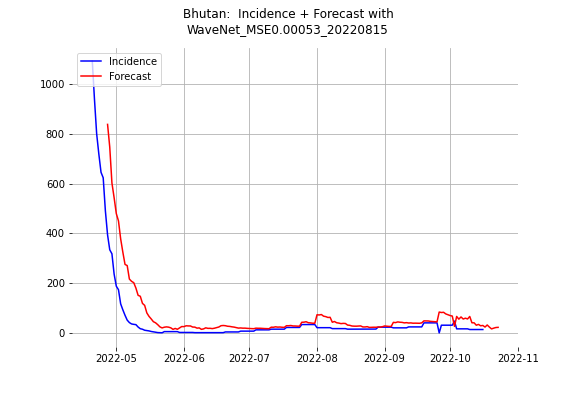 Bhutan:  Incidence + Forecast with
WaveNet_MSE0.00053_20220815
Incidence
Forecast
1000
800
600
400
200
0
2022-05 2022-06 2022-07 2022-08 2022-09 2022-10 2022-11